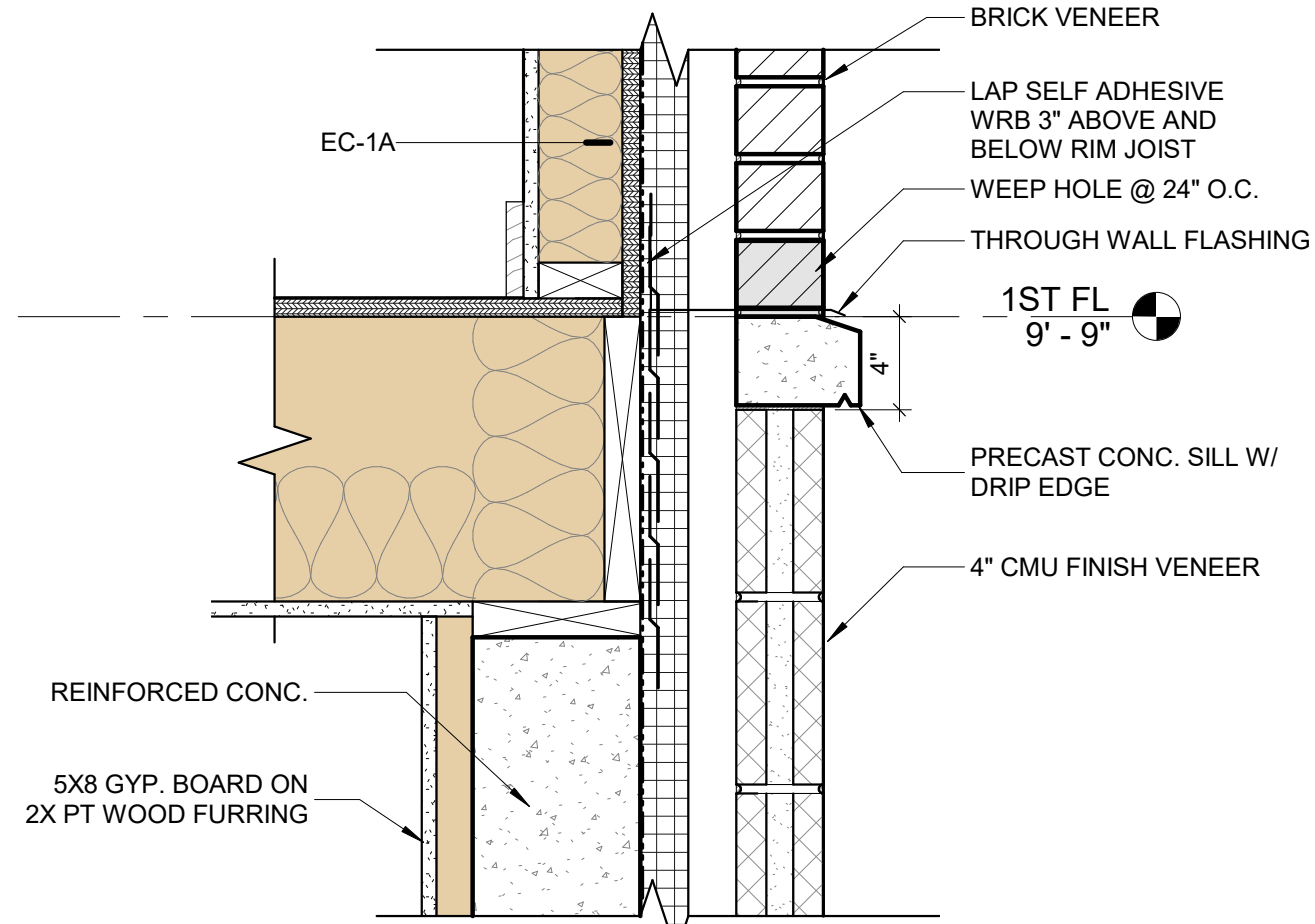 BRICK VENEER
LAP SELF ADHESIVE
WRB 3" ABOVE AND
BELOW RIM JOIST
EC-1A
WEEP HOLE @ 24" O.C.
THROUGH WALL FLASHING
1ST FL
9' - 9"
4"
PRECAST CONC. SILL W/
DRIP EDGE
4" CMU FINISH VENEER
REINFORCED CONC.
5X8 GYP. BOARD ON
2X PT WOOD FURRING